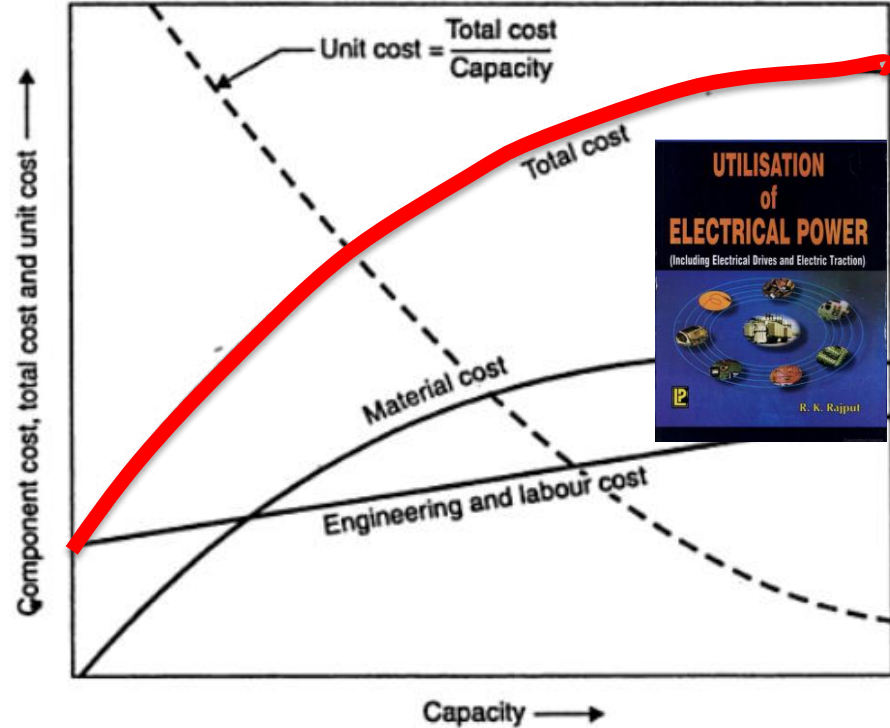 Unit cost = Total cost
Capacity
Total cost
UTILISATION
of
ELECTRICAL POWER
(Including Electrical Drives and Electric Traction)
LP
R. K. Rajput
Material cost
Engineering and labour cost
Component cost, total cost and unit cost
Capacity